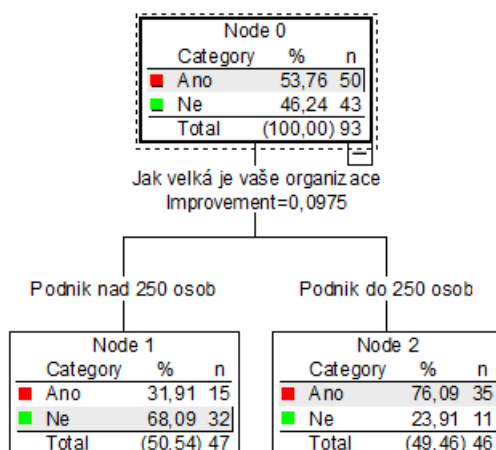 Node 0
Category % n
Ano 53,76 50
Ne 46,24 43
Total (100,00) 93
Jak velká je vaše organizace
Improvement=0,0975
Podnik nad 250 osob
Podnik do 250 osob
Node 1
Category % n
Ano 31,91 15
Ne 68,09 32
Total (50,54) 47
Node 2
Category % n
Ano 76,09 35
Ne 23,91 11
Total (49,46) 46